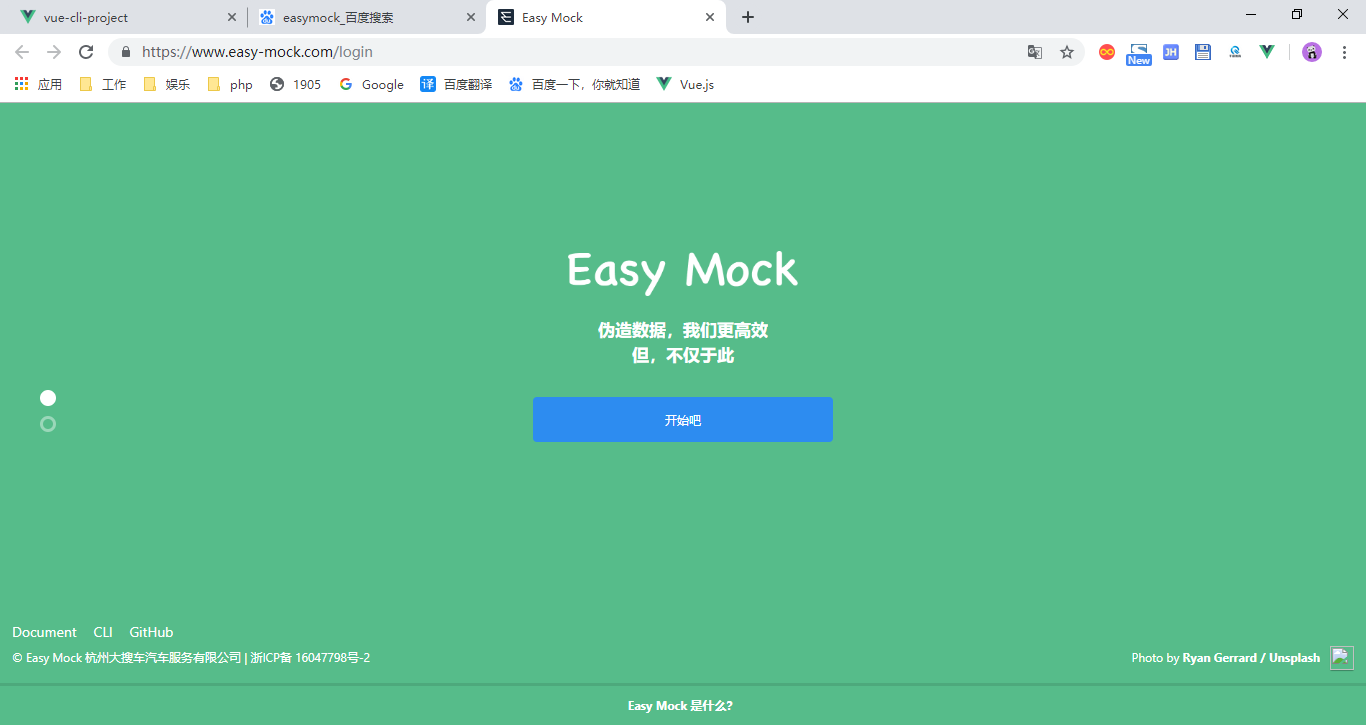 vue-cli-project
easymock_百度搜索
Easy Mock
https://www.easy-mock.com/login
New
JH
应用
工作
娱乐
php
1905
Google
译
百度翻译
百度一下，你就知道
Vue.js
Easy Mock
伪造数据，我们更高效
但，不仅于此
开始吧
Document CLI GitHub
© Easy Mock 杭州大搜车汽车服务有限公司 | 浙ICP备 16047798号-2
Photo by Ryan Gerrard / Unsplash
Easy Mock 是什么?